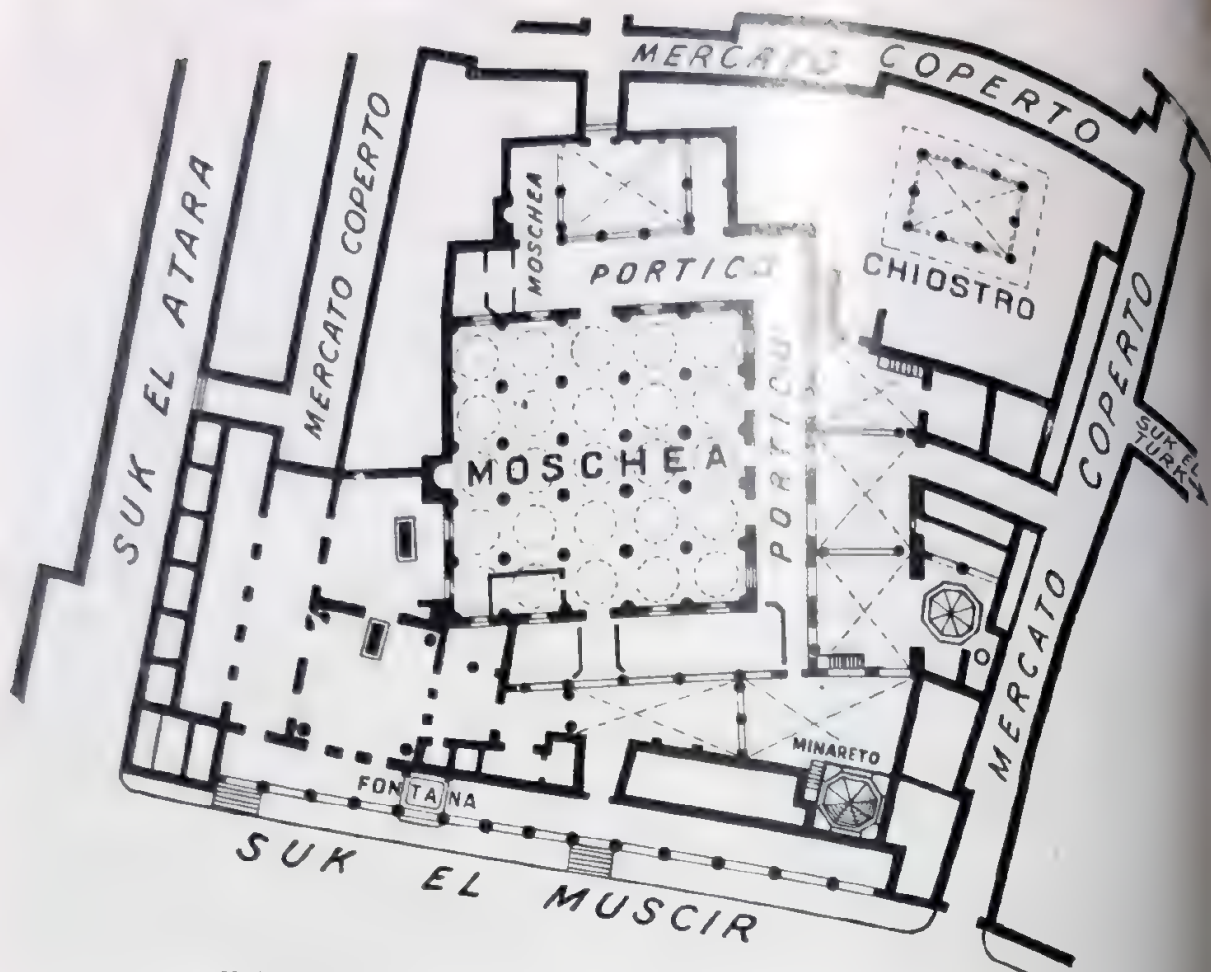 MERCATO COPERTO
SUK EL ATARA
MERCATO COPERTO
MOSCHEA
PORTICO
CHIOSTRO
PORTICO
MOSCHEA
COPERTO
SUK EL
TURK
MERCATO
MINARETO
FONTANA
SUK EL MUSCIR